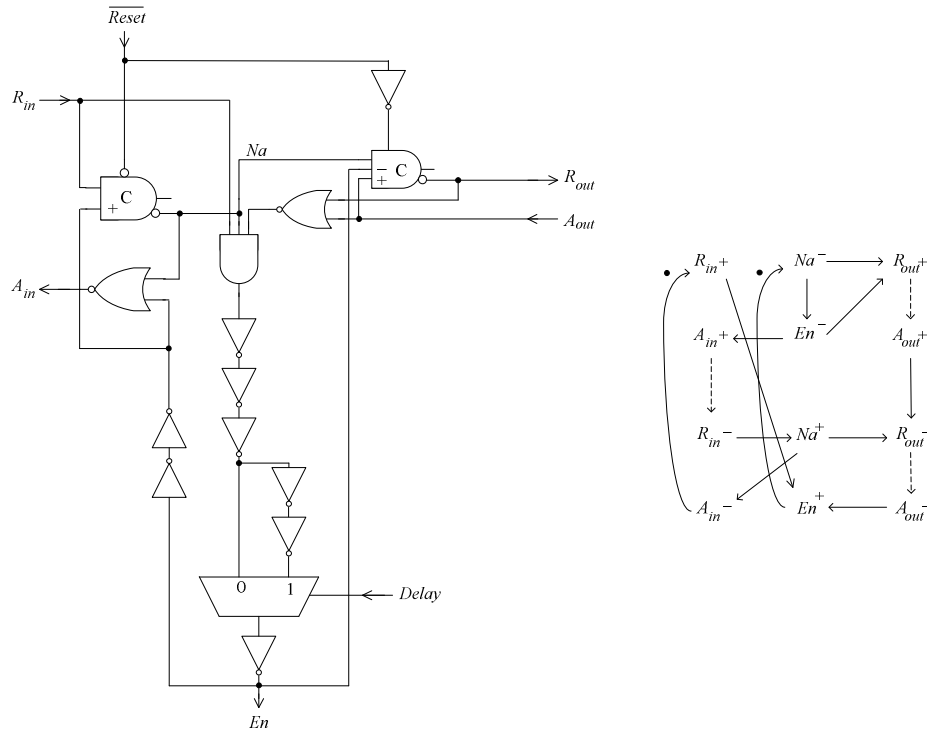 Reset
R_in
Na
C
−
+
C
+
R_out
A_out
A_in
0 1
Delay
En
R_in+ Na− R_out+
A_in+ En− A_out+
R_in− Na+ R_out−
A_in− En+ A_out−